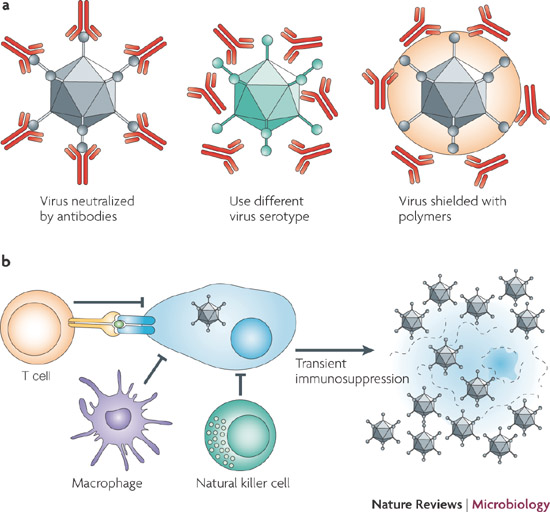 a
Virus neutralized
by antibodies
Use different
virus serotype
Virus shielded with
polymers
b
T cell
Macrophage
Natural killer cell
Transient
immunosuppression
Nature Reviews | Microbiology